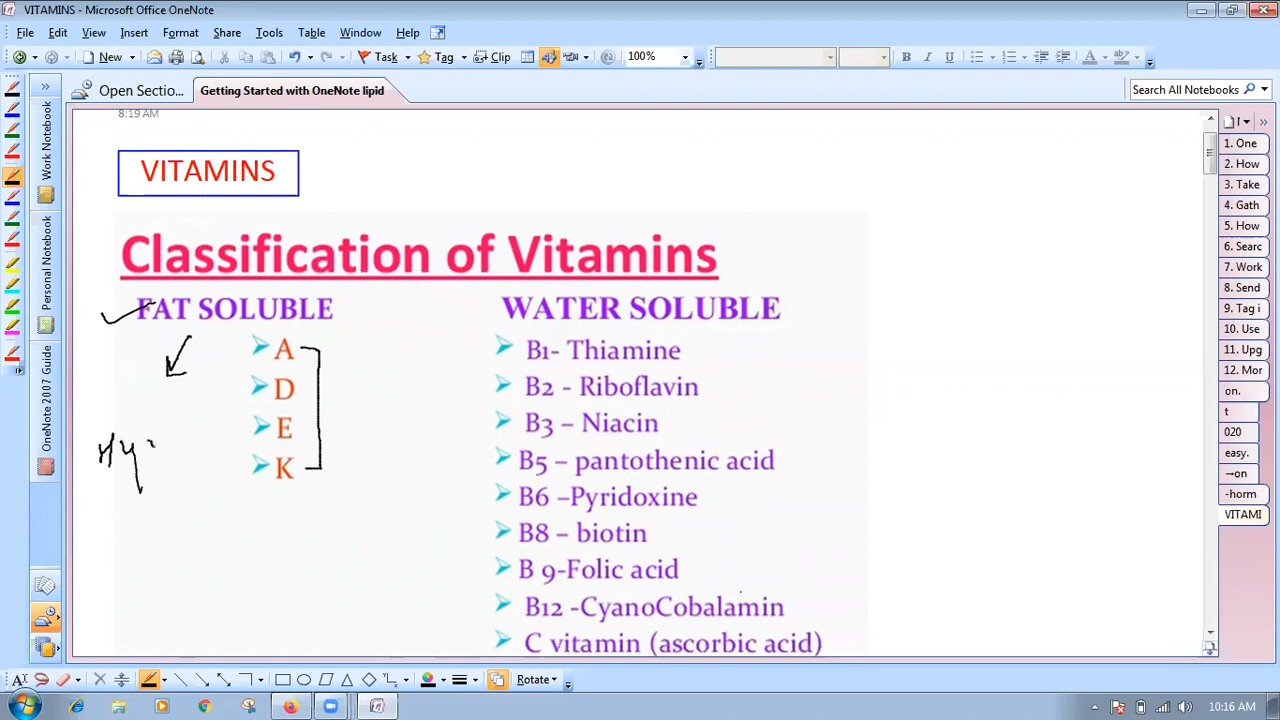 VITAMINS - Microsoft Office OneNote
File Edit View Insert Format Share Tools Table Window Help
New Task Tag Clip 100% B I U A ab
Open Sectio... Getting Started with OneNote lipid Search All Notebooks
8:19 AM
VITAMINS
Classification of Vitamins
FAT SOLUBLE
A
D
E
K
Hy
WATER SOLUBLE
B1- Thiamine
B2 - Riboflavin
B3 – Niacin
B5 – pantothenic acid
B6 –Pyridoxine
B8 – biotin
B 9-Folic acid
B12 -CyanoCobalamin
C vitamin (ascorbic acid)
Work Notebook
Personal Notebook
OneNote 2007 Guide
1. One
2. How
3. Take
4. Gath
5. How
6. Searc
7. Work
8. Send
9. Tag i
10. Use
11. Upg
12. Mor
on.
t
020
easy.
→on
-horm
VITAMI
Rotate
10:16 AM